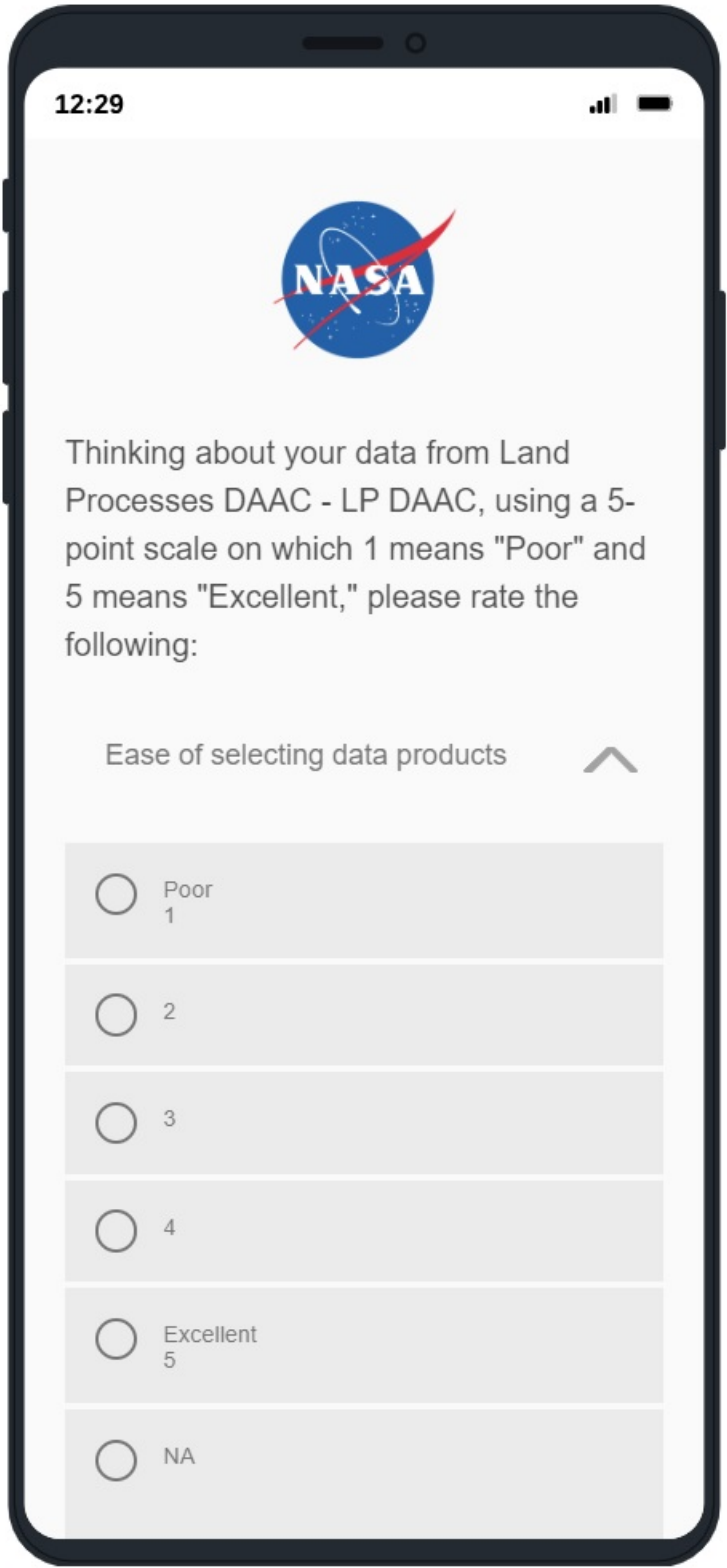 12:29
NASA
Thinking about your data from Land
Processes DAAC - LP DAAC, using a 5-
point scale on which 1 means "Poor" and
5 means "Excellent," please rate the
following:
Ease of selecting data products
Poor
1
2
3
4
Excellent
5
NA